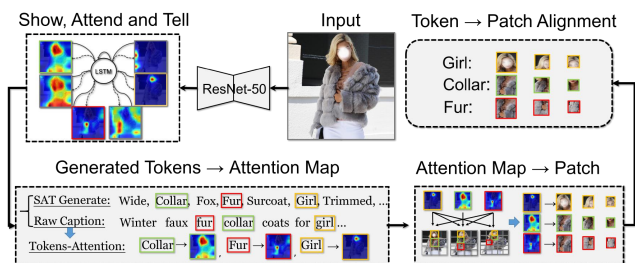 Show, Attend and Tell
Input
Token → Patch Alignment
LSTM
ResNet-50
Girl:
Collar:
Fur:
Generated Tokens → Attention Map
Attention Map → Patch
SAT Generate: Wide, Collar, Fox, Fur, Surcoat, Girl, Trimmed, ...
Raw Caption: Winter faux fur collar coats for girl...
Tokens-Attention: Collar→ , Fur→ , Girl→